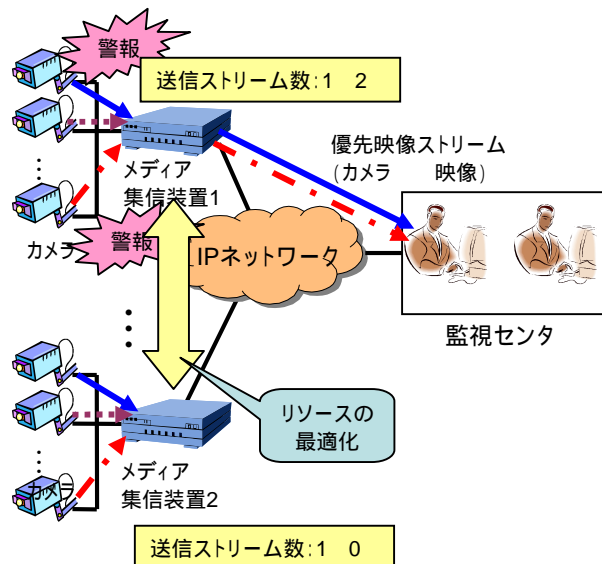 警報
送信ストリーム数:1　2
優先映像ストリーム
(カメラ　　映像)
メディア
集信装置1
カメラ
警報
IPネットワーク
監視センタ
リソースの
最適化
メディア
集信装置2
カメラ
送信ストリーム数:1　0